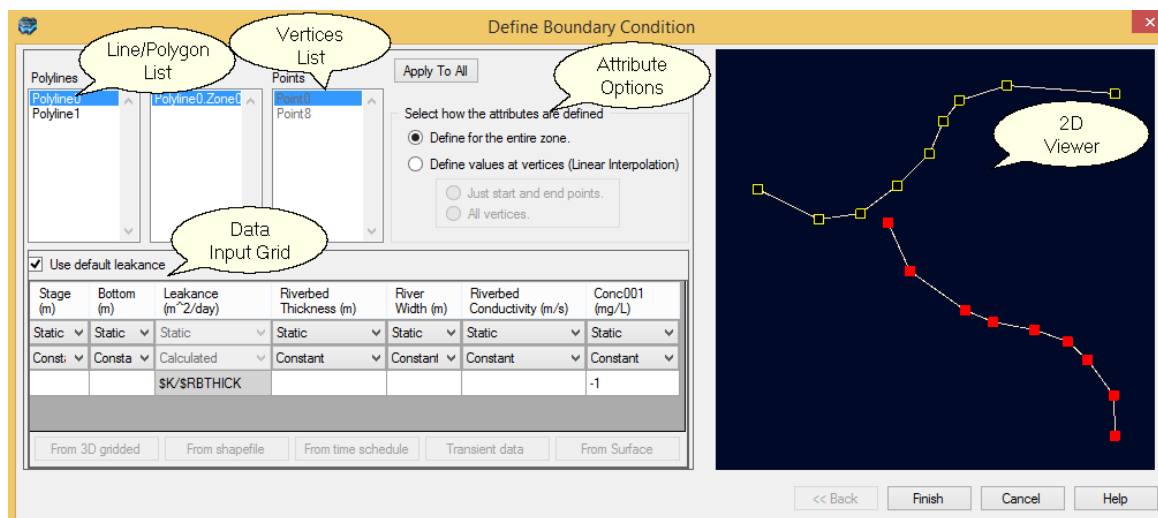 Define Boundary Condition
Line/Polygon
List
Vertices
List
Attribute
Options
2D
Viewer
Polylines
Points
Apply To All
Polyline0
Polyline1
Polyline0.Zone0
Point0
Point8
Select how the attributes are defined
Define for the entire zone.
Define values at vertices (Linear Interpolation)
Just start and end points.
All vertices.
Data
Input Grid
Use default leakance
Stage
(m)
Bottom
(m)
Leakance
(m^2/day)
Riverbed
Thickness (m)
River
Width (m)
Riverbed
Conductivity (m/s)
Conc001
(mg/L)
Static Static Static Static Static Static Static
Consta Consta Calculated Constant Constant Constant Constant
$K/$RBTHICK -1
From 3D gridded From shapefile From time schedule Transient data From Surface
<< Back Finish Cancel Help